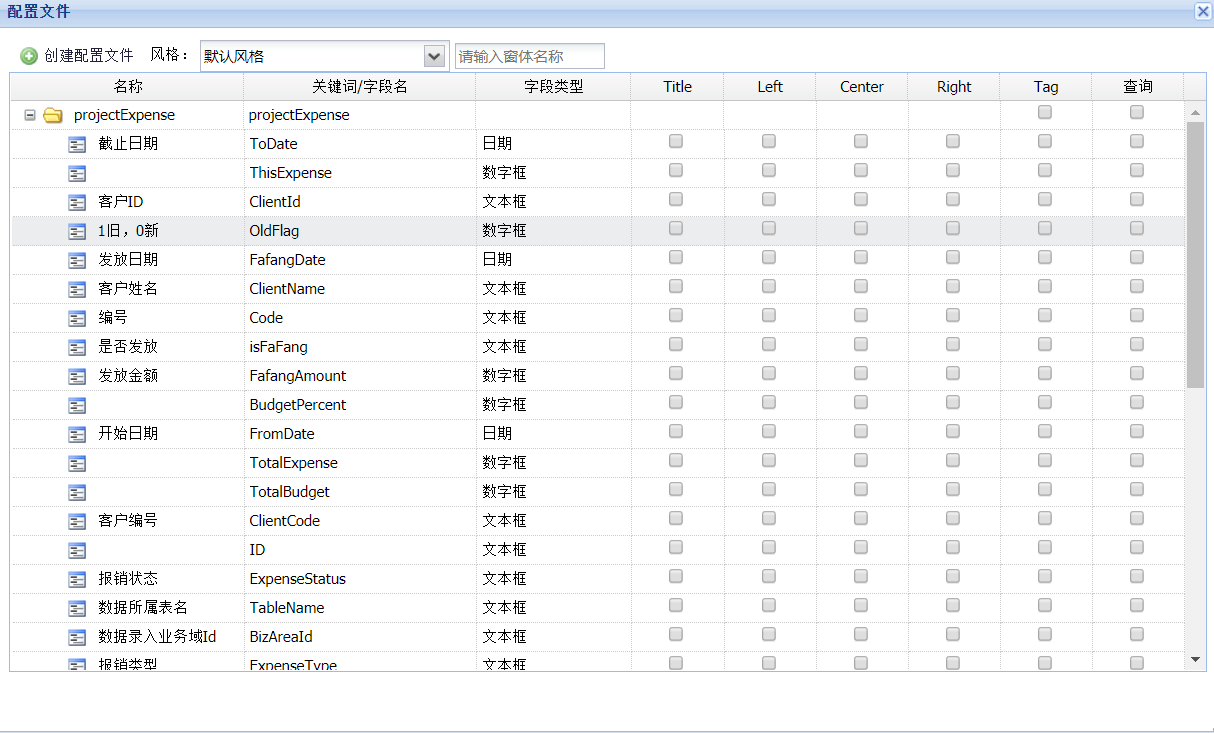 配置文件
创建配置文件 风格： 默认风格 请输入窗体名称
名称 关键词/字段名 字段类型 Title Left Center Right Tag 查询
projectExpense projectExpense
截止日期 ToDate 日期
ThisExpense 数字框
客户ID ClientId 文本框
1旧，0新 OldFlag 数字框
发放日期 FafangDate 日期
客户姓名 ClientName 文本框
编号 Code 文本框
是否发放 isFaFang 文本框
发放金额 FafangAmount 数字框
BudgetPercent 数字框
开始日期 FromDate 日期
TotalExpense 数字框
TotalBudget 数字框
客户编号 ClientCode 文本框
ID 文本框
报销状态 ExpenseStatus 文本框
数据所属表名 TableName 文本框
数据录入业务域Id BizAreaId 文本框
报销类型 ExpenseType 文本框